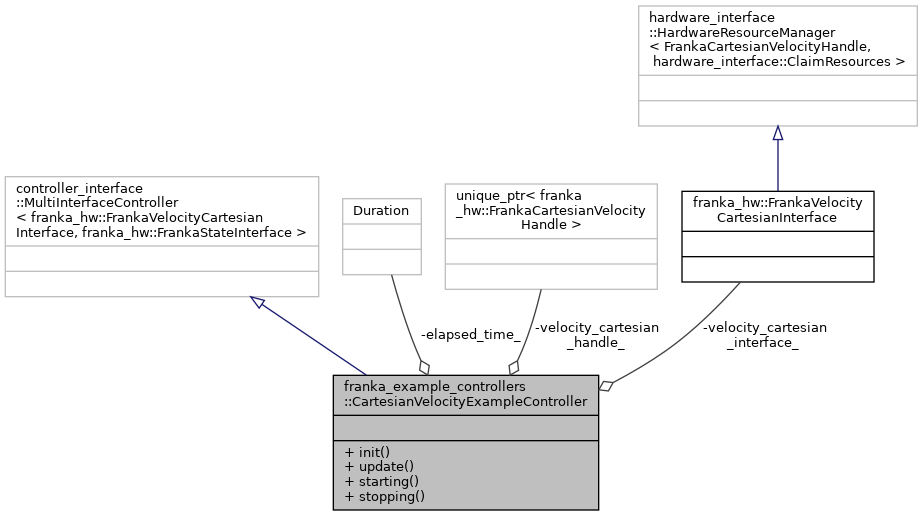 hardware_interface
::HardwareResourceManager
< FrankaCartesianVelocityHandle,
hardware_interface::ClaimResources >
controller_interface
::MultiInterfaceController
< franka_hw::FrankaVelocityCartesian
Interface, franka_hw::FrankaStateInterface >
Duration
unique_ptr< franka
_hw::FrankaCartesianVelocity
Handle >
franka_hw::FrankaVelocity
CartesianInterface
-elapsed_time_
-velocity_cartesian
_handle_
-velocity_cartesian
_interface_
franka_example_controllers
::CartesianVelocityExampleController
+ init()
+ update()
+ starting()
+ stopping()